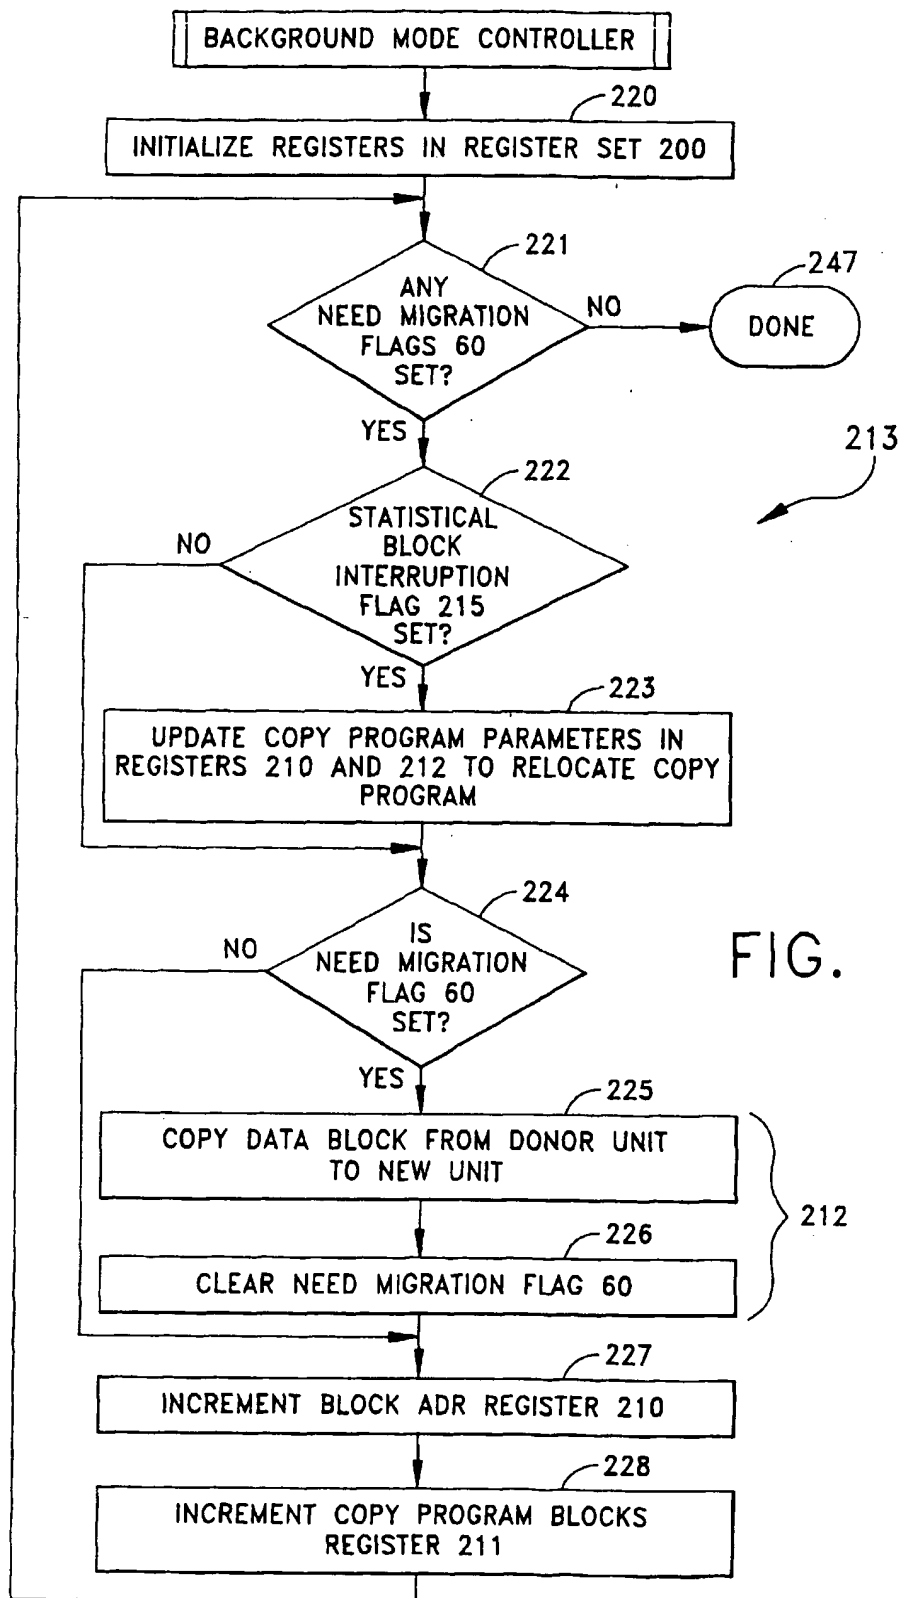 BACKGROUND MODE CONTROLLER
220
INITIALIZE REGISTERS IN REGISTER SET 200
221
ANY
NEED MIGRATION
FLAGS 60
SET?
NO
247
DONE
YES
213
222
STATISTICAL
BLOCK
INTERRUPTION
FLAG 215
SET?
NO
YES
223
UPDATE COPY PROGRAM PARAMETERS IN
REGISTERS 210 AND 212 TO RELOCATE COPY
PROGRAM
224
IS
NEED MIGRATION
FLAG 60
SET?
NO
FIG.
YES
225
COPY DATA BLOCK FROM DONOR UNIT
TO NEW UNIT
212
226
CLEAR NEED MIGRATION FLAG 60
227
INCREMENT BLOCK ADR REGISTER 210
228
INCREMENT COPY PROGRAM BLOCKS
REGISTER 211